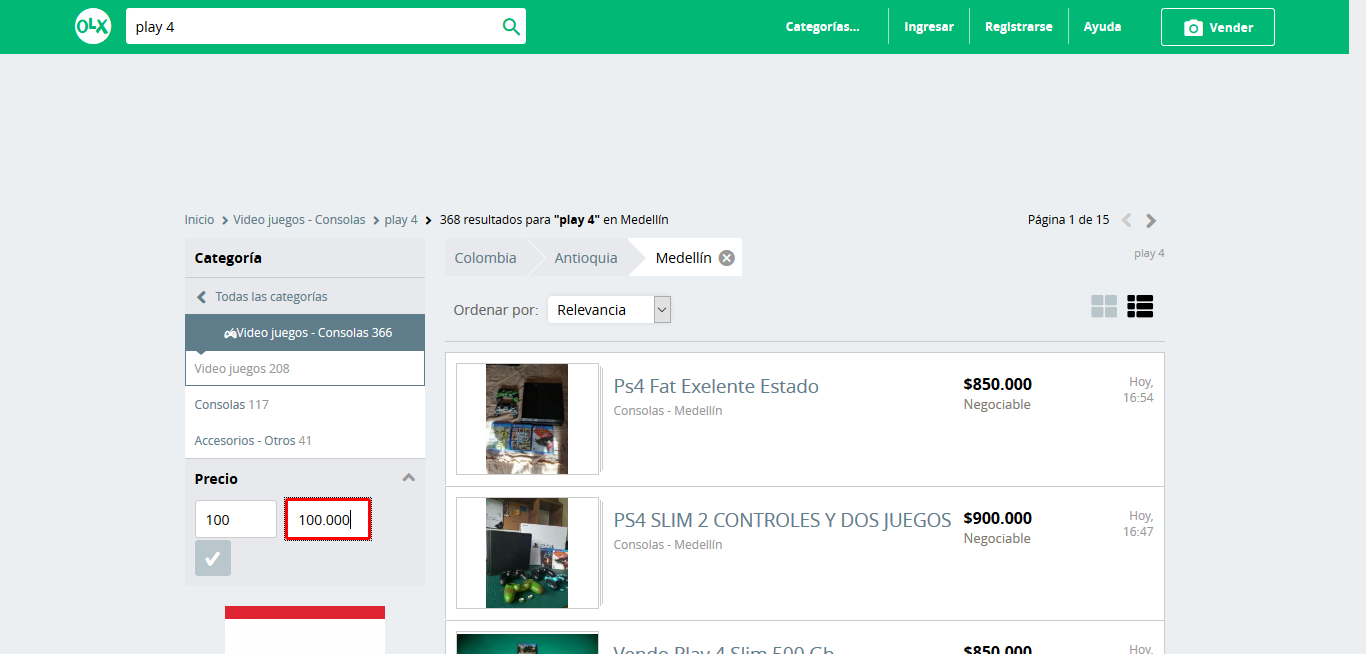 OLX
play 4
Categorías...
Ingresar
Registrarse
Ayuda
Vender
Inicio > Video juegos - Consolas > play 4 > 368 resultados para "play 4" en Medellín
Página 1 de 15
Categoría
Todas las categorías
Video juegos - Consolas 366
Video juegos 208
Consolas 117
Accesorios - Otros 41
Precio
100
100.000
Colombia
Antioquia
Medellín
play 4
Ordenar por:
Relevancia
Ps4 Fat Exelente Estado
Consolas - Medellín
$850.000
Negociable
Hoy,
16:54
PS4 SLIM 2 CONTROLES Y DOS JUEGOS
Consolas - Medellín
$900.000
Negociable
Hoy,
16:47
Vendo Play 4 Slim 500 Gb
$850.000
Hoy,